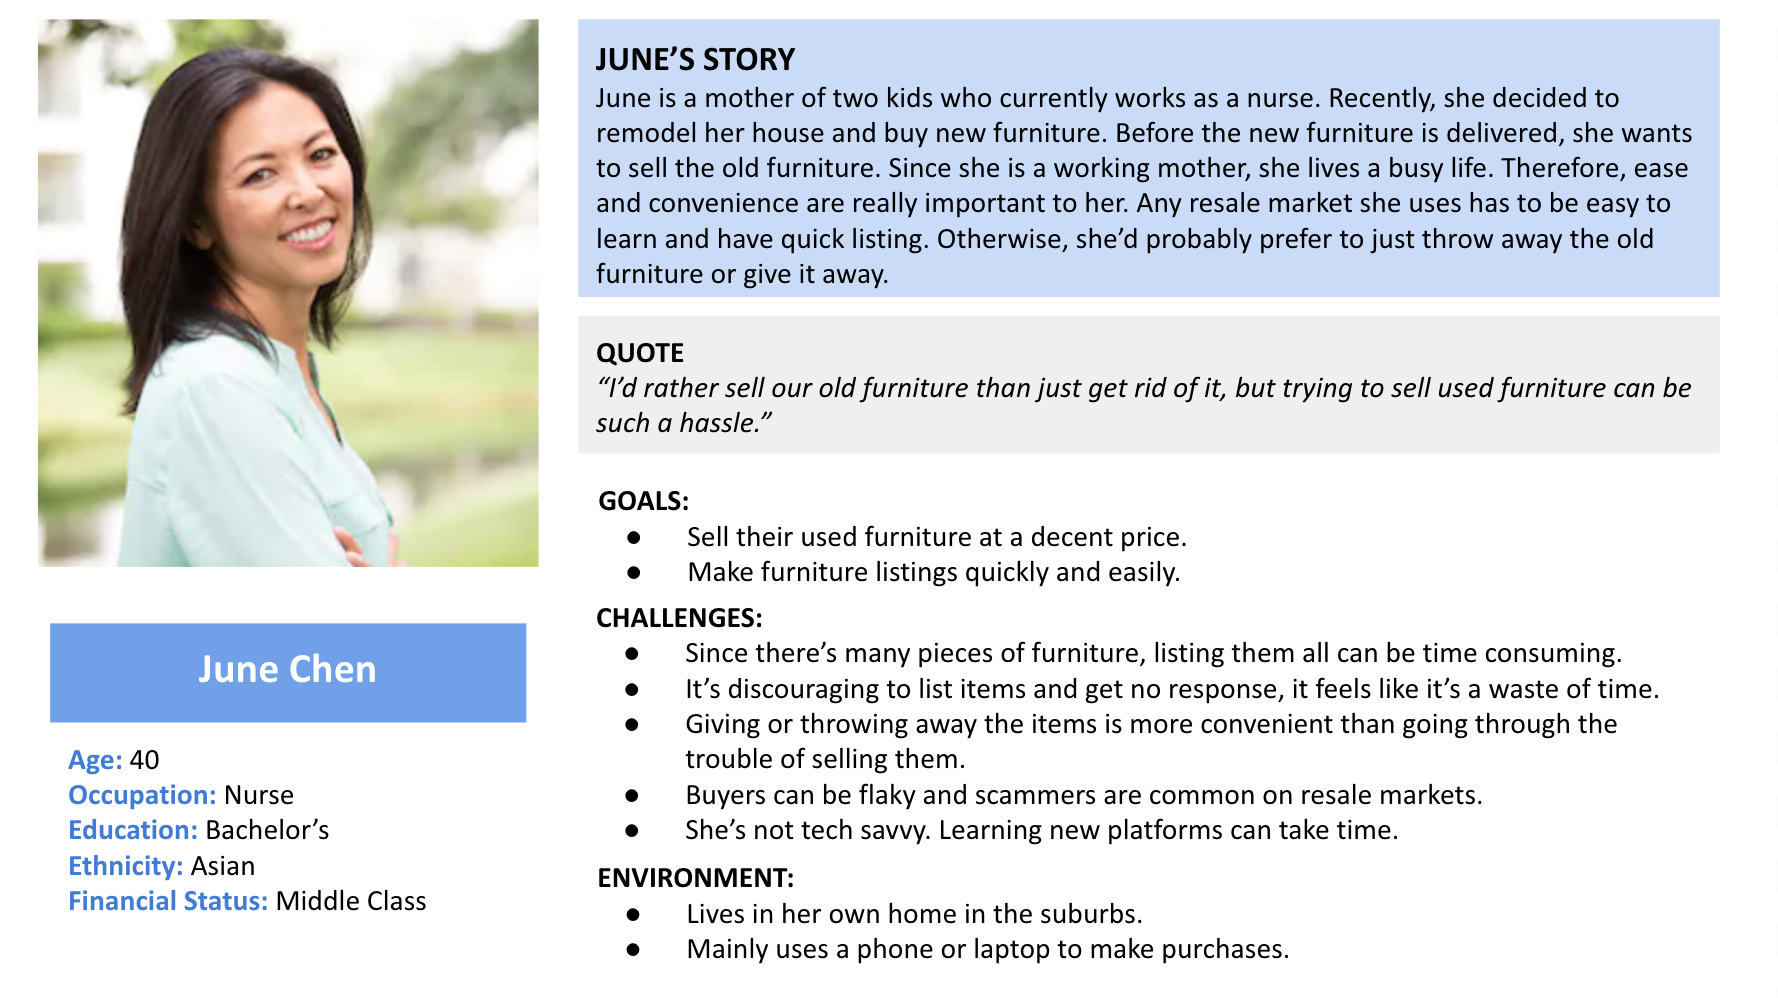 JUNE’S STORY
June is a mother of two kids who currently works as a nurse. Recently, she decided to
remodel her house and buy new furniture. Before the new furniture is delivered, she wants
to sell the old furniture. Since she is a working mother, she lives a busy life. Therefore, ease
and convenience are really important to her. Any resale market she uses has to be easy to
learn and have quick listing. Otherwise, she’d probably prefer to just throw away the old
furniture or give it away.
QUOTE
“I’d rather sell our old furniture than just get rid of it, but trying to sell used furniture can be
such a hassle.”
GOALS:
● Sell their used furniture at a decent price.
● Make furniture listings quickly and easily.
CHALLENGES:
● Since there’s many pieces of furniture, listing them all can be time consuming.
● It’s discouraging to list items and get no response, it feels like it’s a waste of time.
● Giving or throwing away the items is more convenient than going through the
trouble of selling them.
● Buyers can be flaky and scammers are common on resale markets.
● She’s not tech savvy. Learning new platforms can take time.
ENVIRONMENT:
● Lives in her own home in the suburbs.
● Mainly uses a phone or laptop to make purchases.
June Chen
Age: 40
Occupation: Nurse
Education: Bachelor’s
Ethnicity: Asian
Financial Status: Middle Class